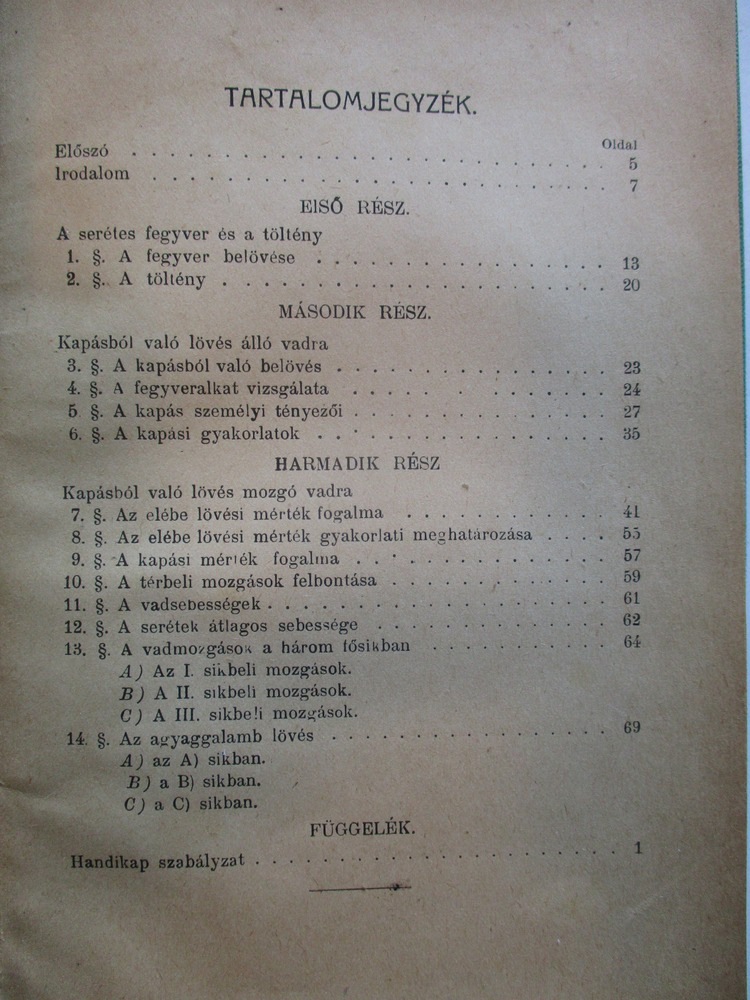 TARTALOMJEGYZÉK.
Oldal
Előszó . . . . . . . . . . . . . . . . . . . . 5
Irodalom . . . . . . . . . . . . . . . . . . . 7
ElSŐ RÉSZ.
A serétes fegyver és a töltény
1. §. A fegyver belövése . . . . . . . . . . . . 13
2. §. A töltény . . . . . . . . . . . . . . . . 20
MÁSODIK RÉSZ.
Kapásból való lövés álló vadra
3. §. A kapásból való belövés . . . . . . . . . . . 23
4. §. A fegyveralkat vizsgálata . . . . . . . . . . 24
5 §. A kapás személyi tényezői . . . . . . . . . . 27
6. §. A kapási gyakorlatok . . . . . . . . . . . . 35
HARMADIK RÉSZ
Kapásból való lövés mozgó vadra
7. §. Az elébe lövési mérték fogalma . . . . . . . . . 41
8. §. Az elébe lövési mérték gyakorlati meghatározása . . . . 55
9. §. A kapási mérték fogalma . . . . . . . . . . . 57
10. §. A térbeli mozgások felbontása . . . . . . . . . 59
11. §. A vadsebességek . . . . . . . . . . . . . . 61
12. §. A serétek átlagos sebessége . . . . . . . . . . 62
13. §. A vadmozgások a három fősikban . . . . . . . . 64
A) Az I. sikbeli mozgások.
B) A II. sikbeli mozgások.
C) A III. sikbeli mozgások.
14. §. Az agyaggalamb lövés . . . . . . . . . . . . 69
A) az A) sikban.
B) a B) sikban.
C) a C) sikban.
FÜGGELÉK.
Handikap szabályzat . . . . . . . . . . . . . . . 1